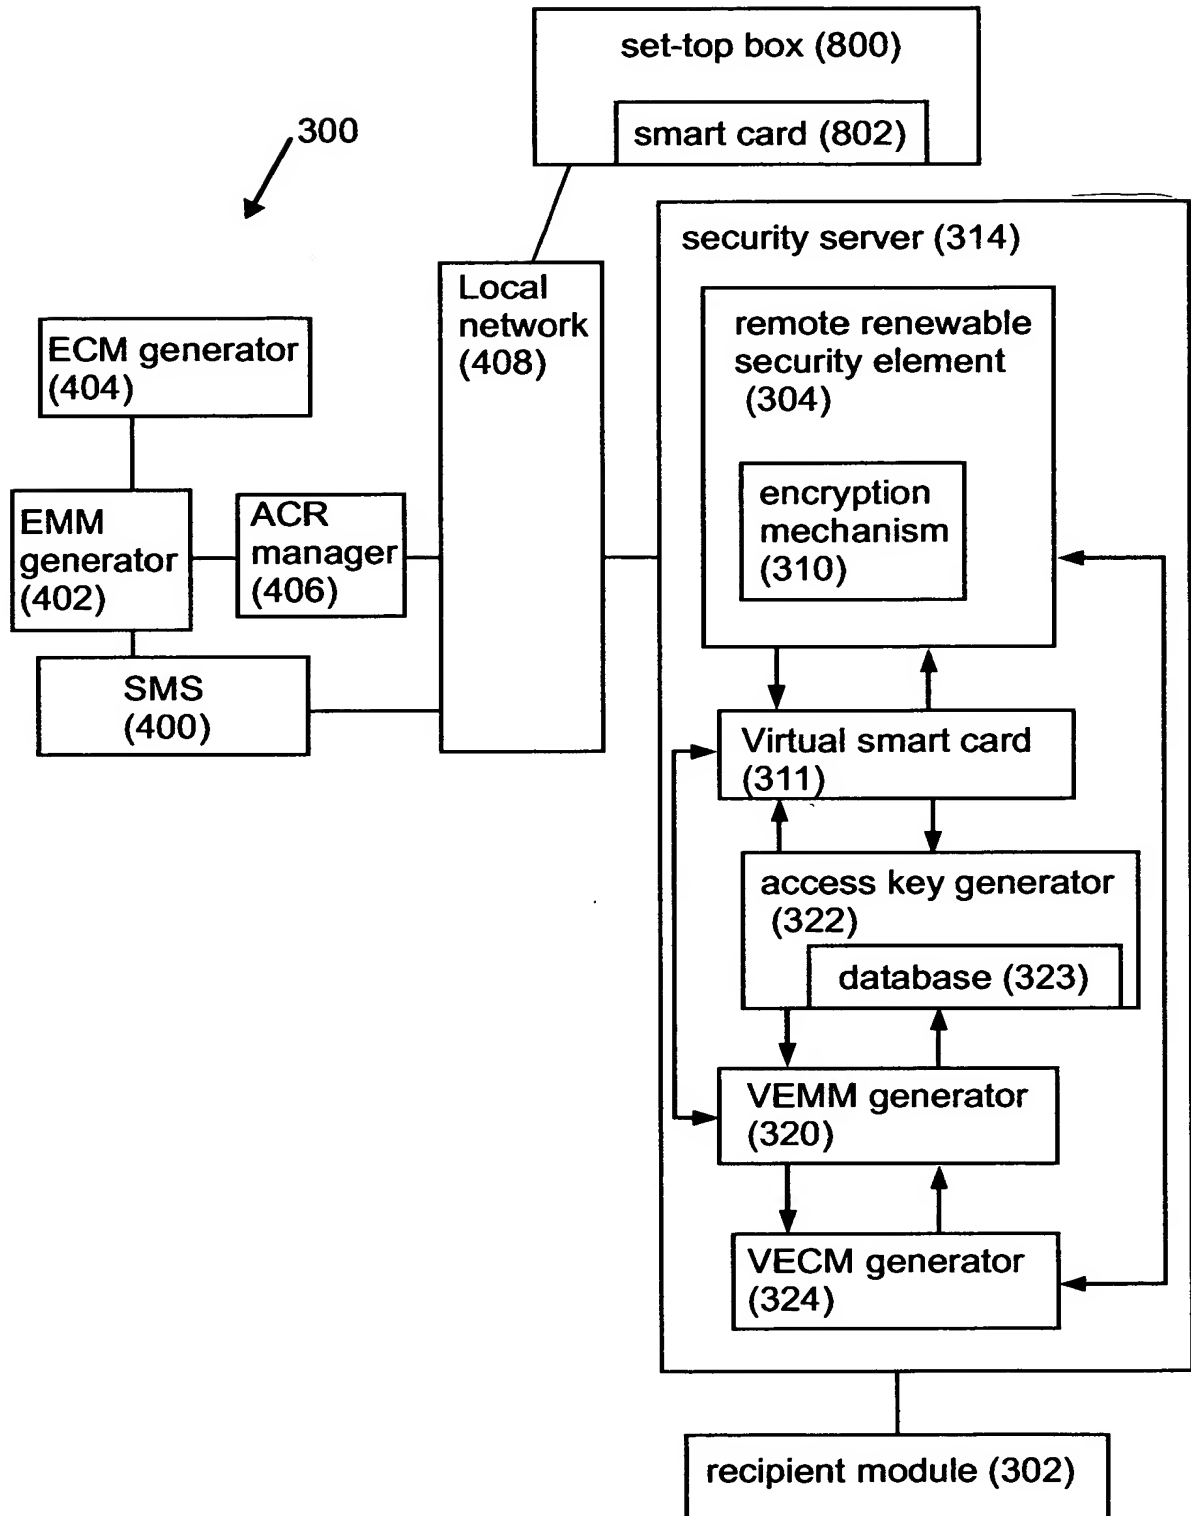 set-top box (800)
smart card (802)
300
security server (314)
Local
network
(408)
remote renewable
security element
(304)
ECM generator
(404)
encryption
mechanism
(310)
EMM
generator
(402)
ACR
manager
(406)
SMS
(400)
Virtual smart card
(311)
access key generator
(322)
database (323)
VEMM generator
(320)
VECM generator
(324)
recipient module (302)